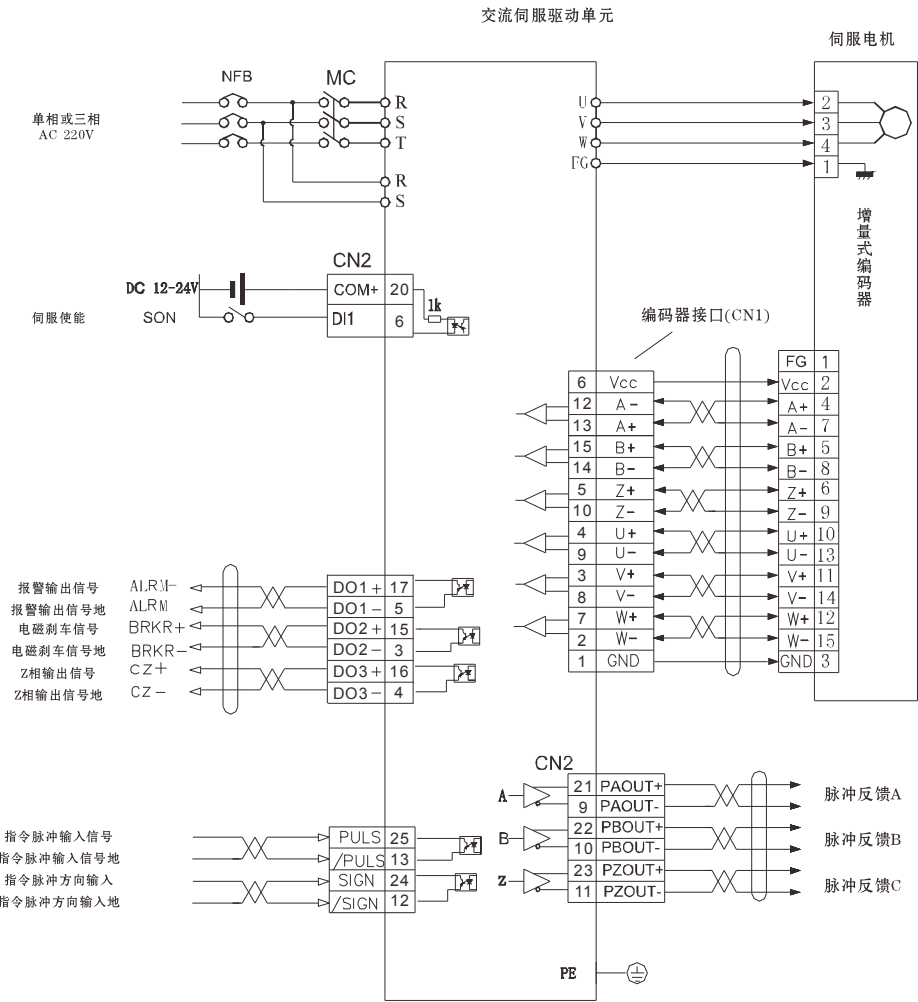 交流伺服驱动单元
伺服电机
NFB
MC
单相或三相
AC 220V
R
S
T
R
S
U
V
W
FG
2
3
4
1
增量式编码器
CN2
DC 12-24V
COM+ 20
1k
伺服使能
SON
DI1 6
编码器接口(CN1)
6 Vcc
12 A-
13 A+
15 B+
14 B-
5 Z+
10 Z-
4 U+
9 U-
3 V+
8 V-
7 W+
2 W-
1 GND
FG 1
Vcc 2
A+ 4
A- 7
B+ 5
B- 8
Z+ 6
Z- 9
U+ 10
U- 13
V+ 11
V- 14
W+ 12
W- 15
GND 3
报警输出信号 ALRM- DO1+ 17
报警输出信号地 ALRM DO1- 5
电磁刹车信号 BRKR+ DO2+ 15
电磁刹车信号地 BRKR- DO2- 3
Z相输出信号 CZ+ DO3+ 16
Z相输出信号地 CZ- DO3- 4
CN2
A
21 PAOUT+
9 PAOUT-
脉冲反馈A
B
22 PBOUT+
10 PBOUT-
脉冲反馈B
Z
23 PZOUT+
11 PZOUT-
脉冲反馈C
指令脉冲输入信号 PULS 25
指令脉冲输入信号地 /PULS 13
指令脉冲方向输入 SIGN 24
指令脉冲方向输入地 /SIGN 12
PE